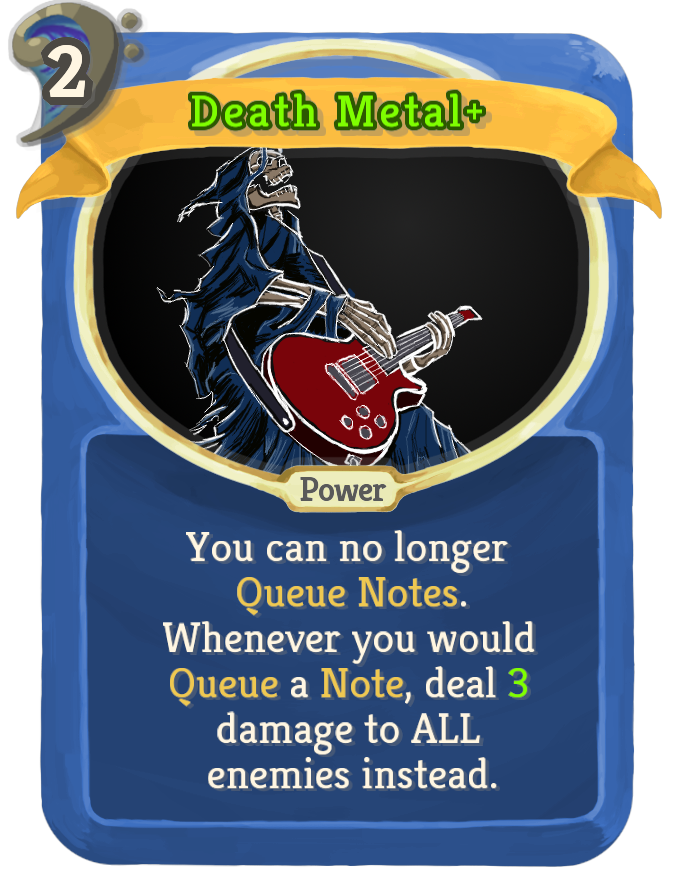 2
Death Metal+
Power
You can no longer
Queue Notes.
Whenever you would
Queue a Note, deal 3
damage to ALL
enemies instead.